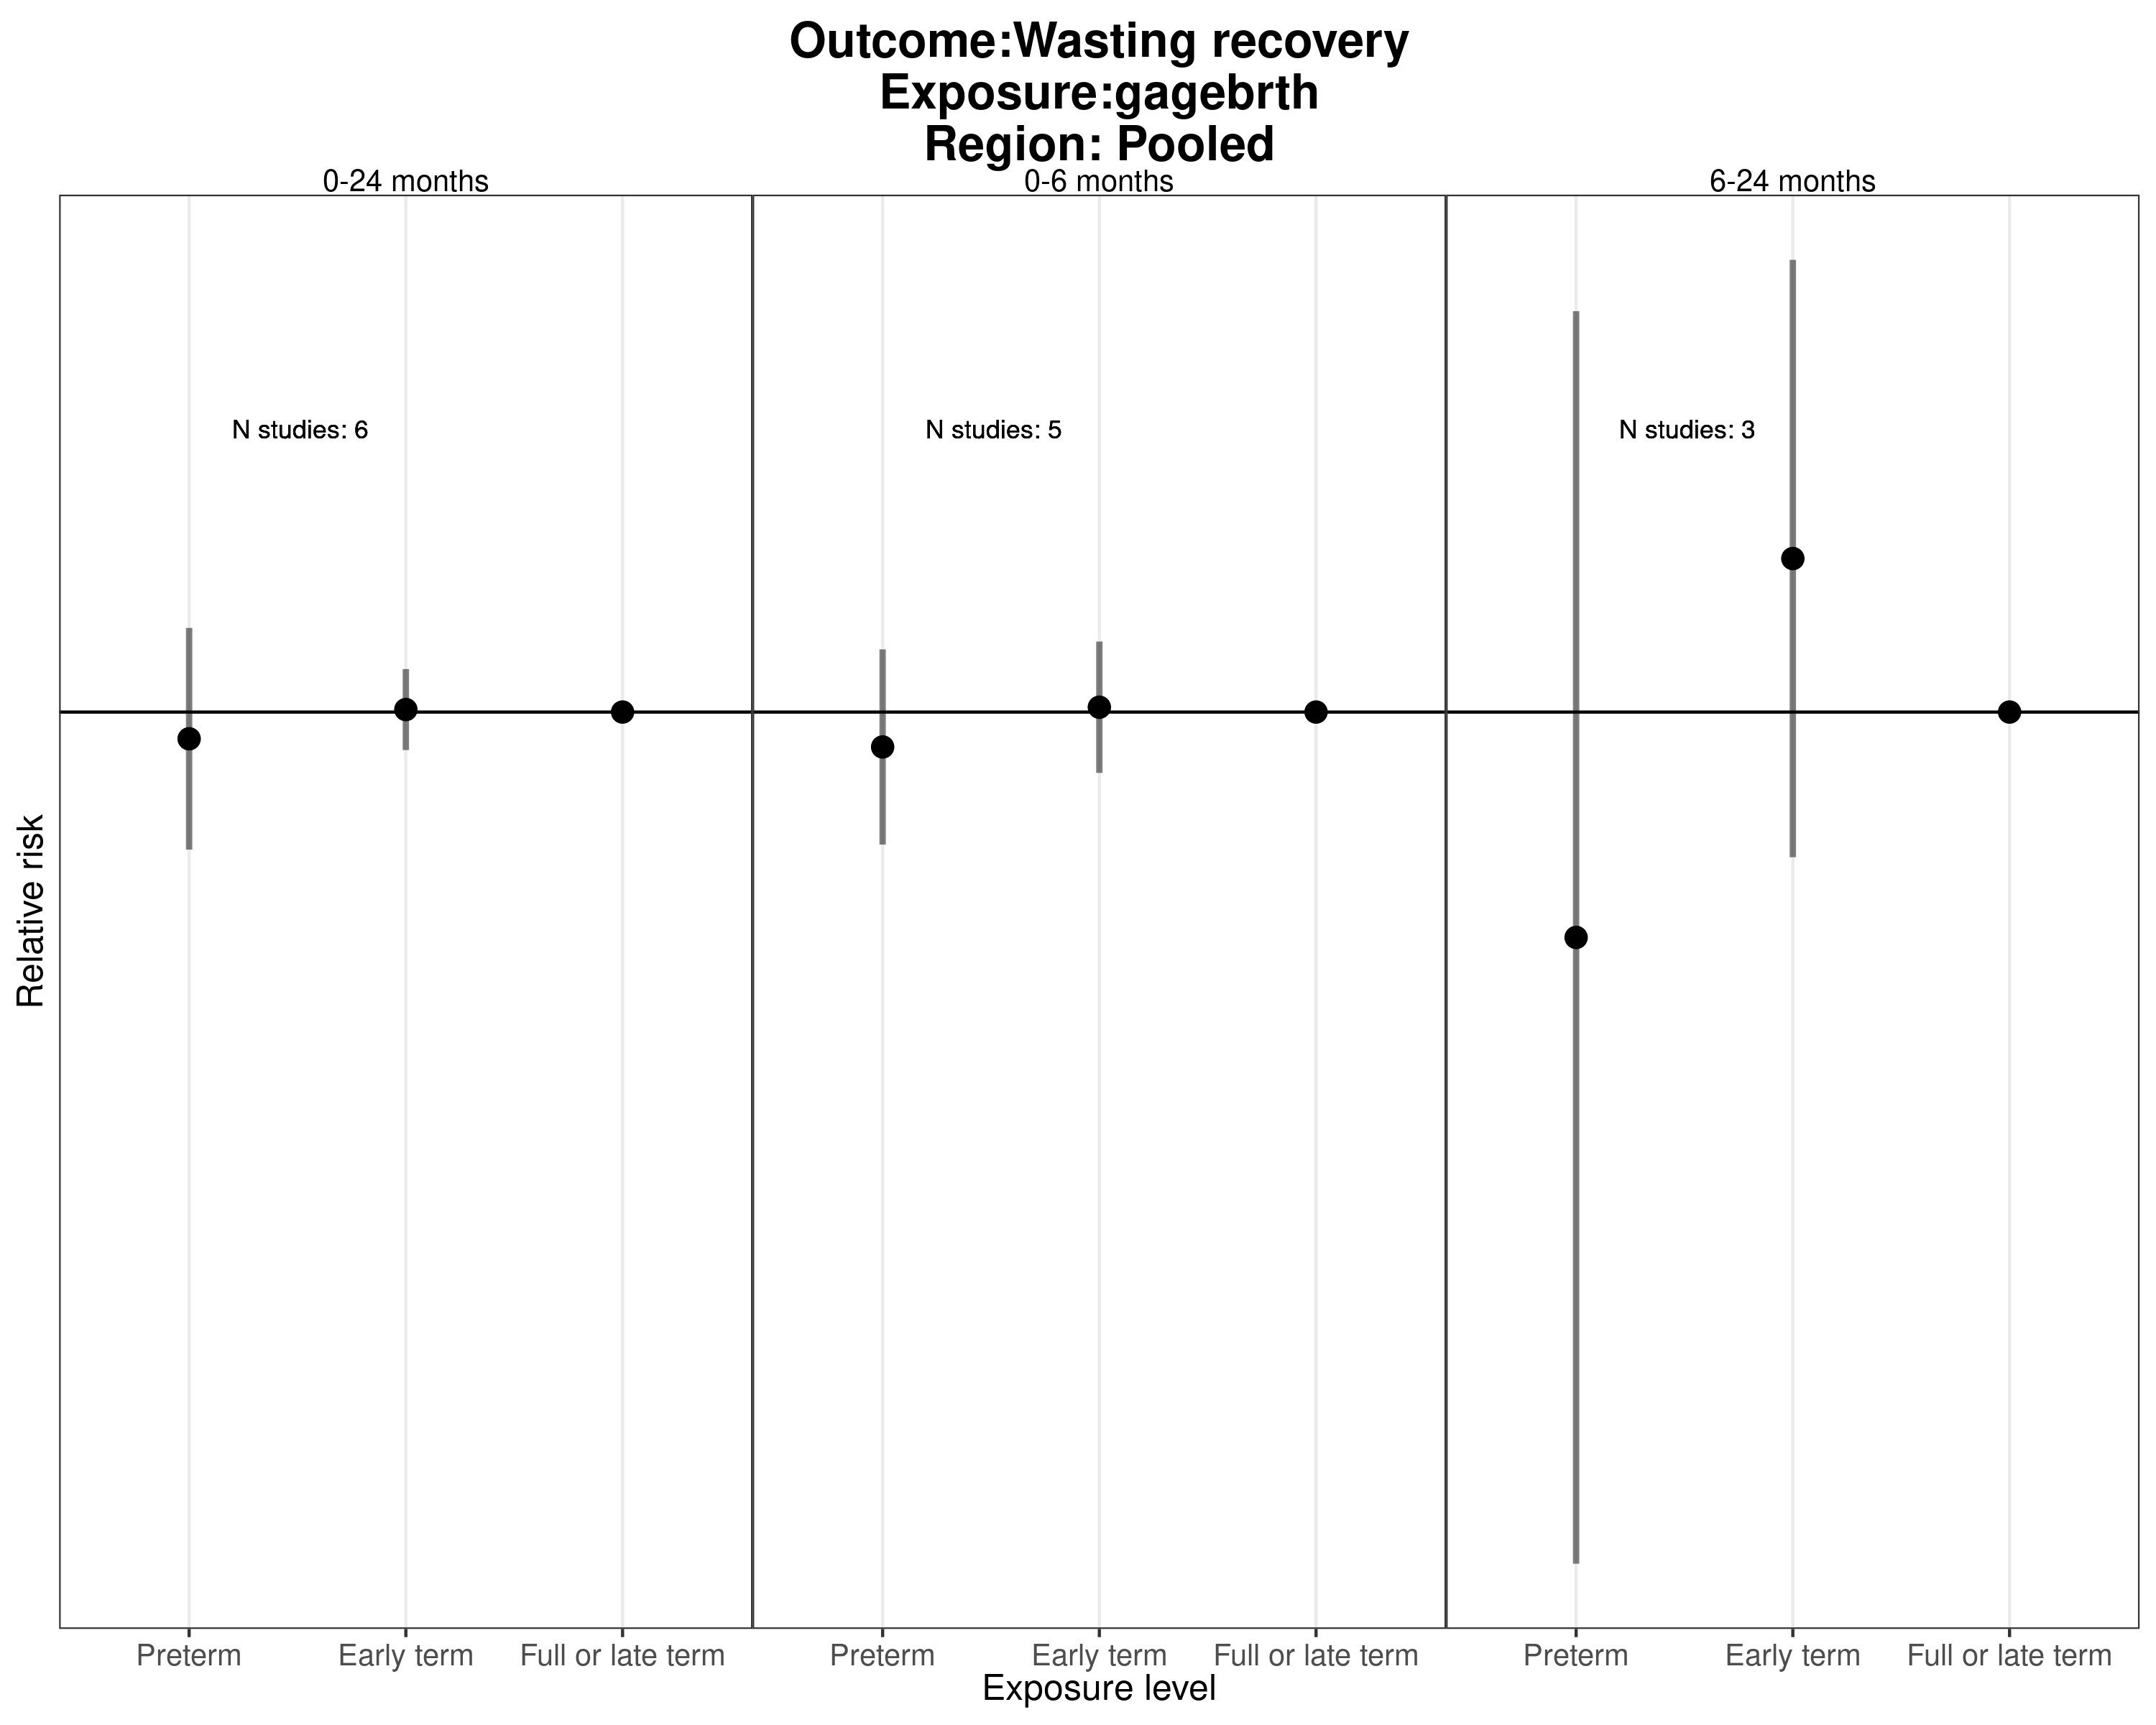 Outcome:Wasting recovery
Exposure:gagebrth
Region: Pooled
0-24 months
0-6 months
6-24 months
N studies: 6
N studies: 5
N studies: 3
Relative risk
Preterm
Early term
Full or late term
Preterm
Early term
Full or late term
Preterm
Early term
Full or late term
Exposure level